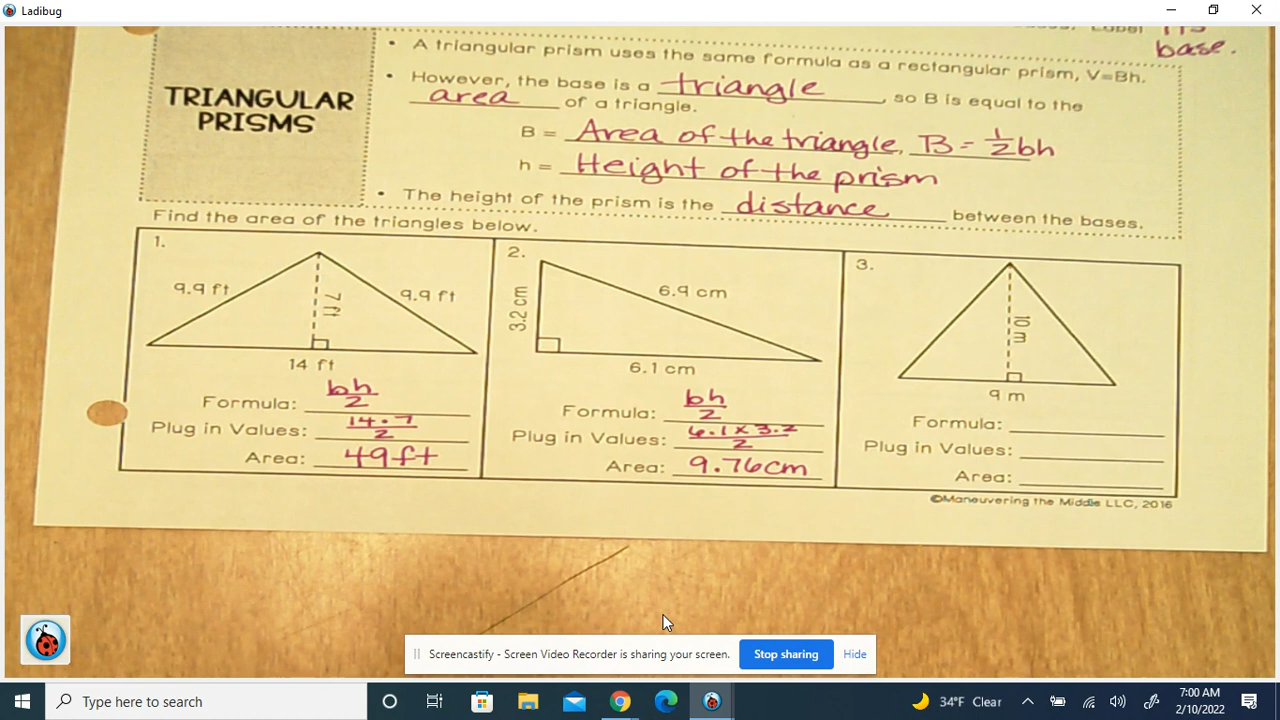 Ladibug
base.
TRIANGULAR
PRISMS
• A triangular prism uses the same formula as a rectangular prism, V=Bh.
• However, the base is a triangle, so B is equal to the
area of a triangle.
B = Area of the triangle, B = 1/2 bh
h = Height of the prism
• The height of the prism is the distance between the bases.
Find the area of the triangles below.
1.
9.9 ft
7 ft
9.9 ft
14 ft
Formula: bh/2
Plug in Values: 14·7/2
Area: 49ft
2.
3.2 cm
6.9 cm
6.1 cm
Formula: bh/2
Plug in Values: 6.1 x 3.2/2
Area: 9.76cm
3.
10 m
9 m
Formula:
Plug in Values:
Area:
©Maneuvering the Middle LLC, 2016
Screencastify - Screen Video Recorder is sharing your screen.
Stop sharing
Hide
Type here to search
34°F Clear
7:00 AM
2/10/2022